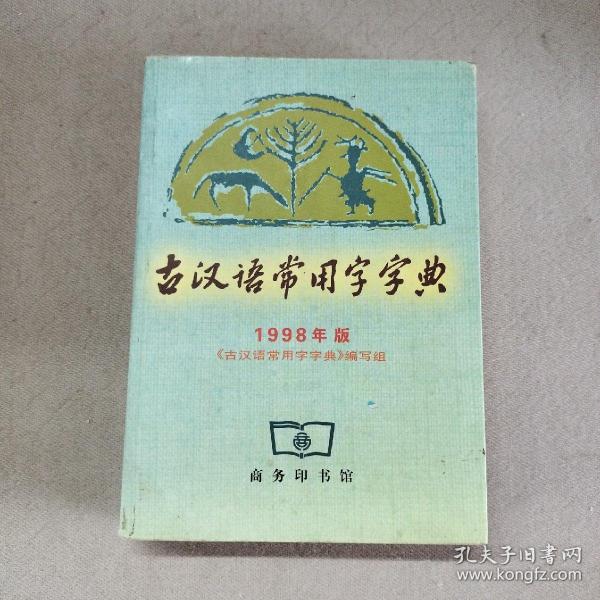 古汉语常用字字典
1998年版
《古汉语常用字字典》编写组
商务印书馆
孔夫子旧书网
www.kongfz.com